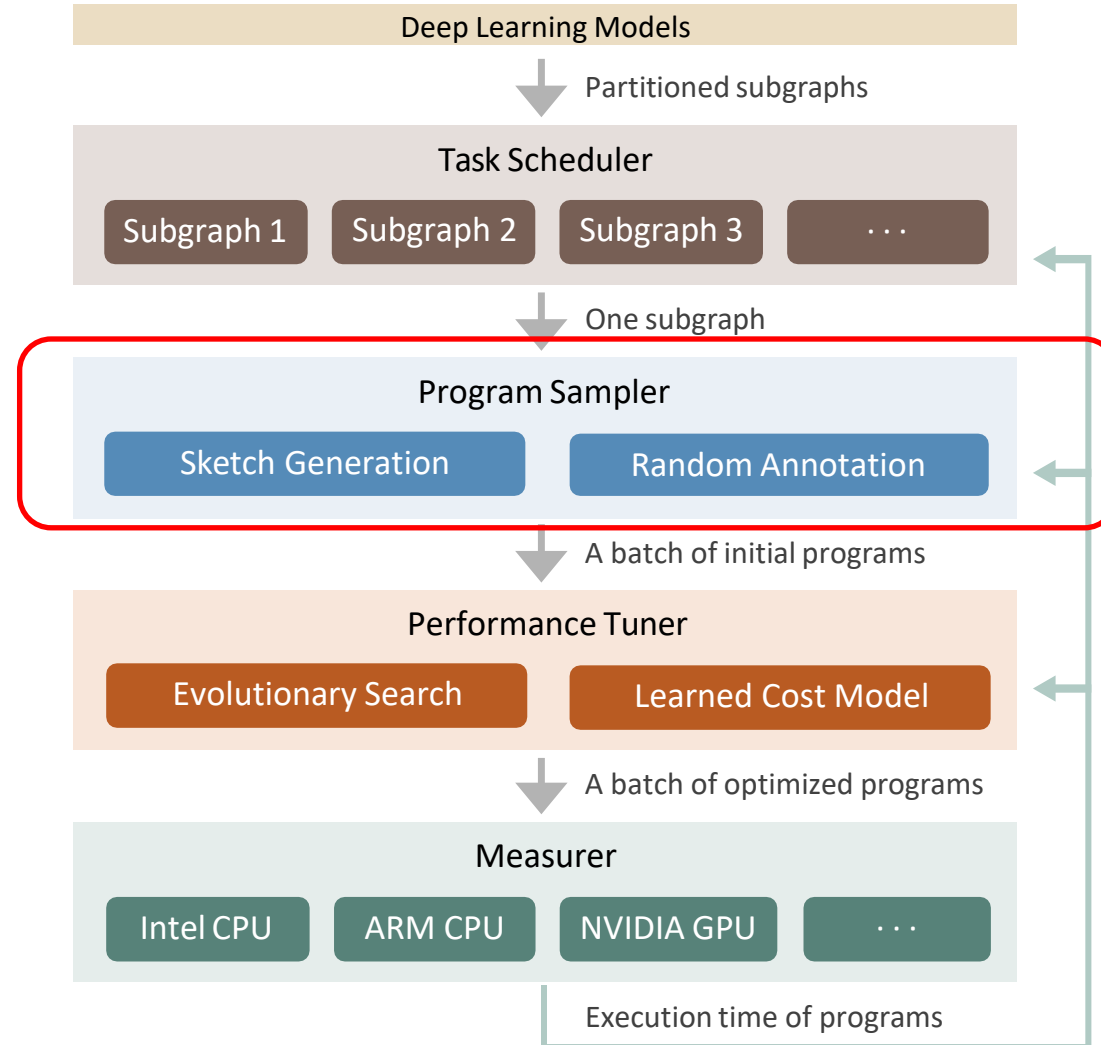 Deep Learning Models
Partitioned subgraphs
Task Scheduler
Subgraph 1
Subgraph 2
Subgraph 3
· · ·
One subgraph
Program Sampler
Sketch Generation
Random Annotation
A batch of initial programs
Performance Tuner
Evolutionary Search
Learned Cost Model
A batch of optimized programs
Measurer
Intel CPU
ARM CPU
NVIDIA GPU
· · ·
Execution time of programs